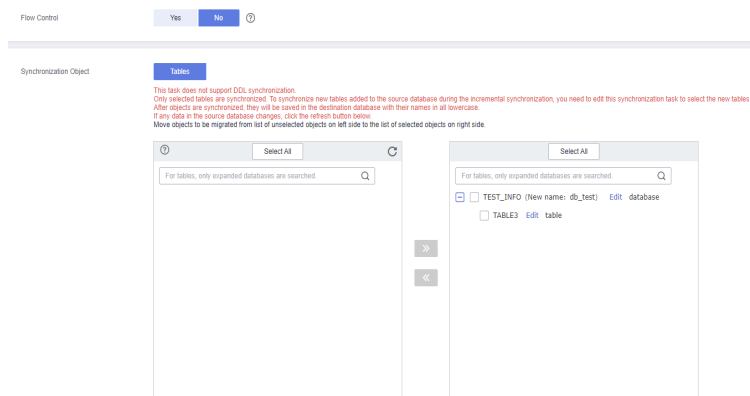 Flow Control
Yes
No
Synchronization Object
Tables
This task does not support DDL synchronization.
Only selected tables are synchronized. To synchronize new tables added to the source database during the incremental synchronization, you need to edit this synchronization task to select the new tables
After objects are synchronized, they will be saved in the destination database with their names in all lowercase.
If any data in the source database changes, click the refresh button below.
Move objects to be migrated from list of unselected objects on left side to the list of selected objects on right side.
Select All
Select All
For tables, only expanded databases are searched.
For tables, only expanded databases are searched.
TEST_INFO (New name: db_test) Edit database
TABLE3 Edit table